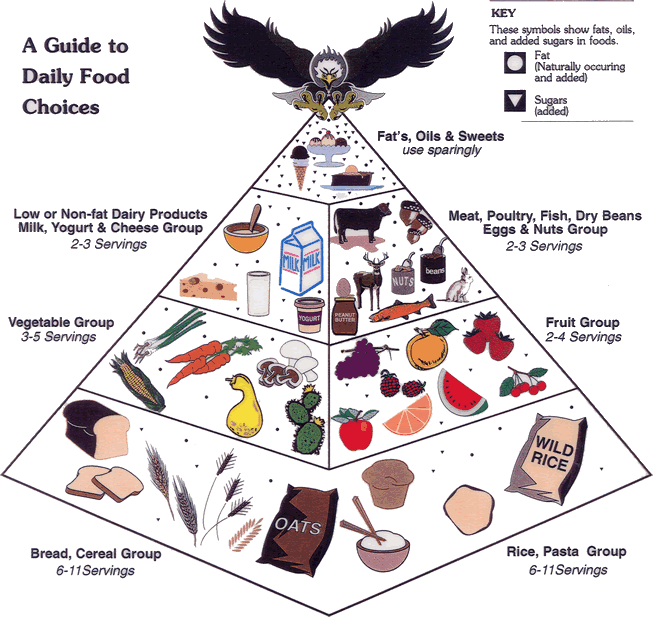 A Guide to
Daily Food
Choices
KEY
These symbols show fats, oils,
and added sugars in foods.
Fat
(Naturally occuring
and added)
Sugars
(added)
Fat's, Oils & Sweets
use sparingly
Low or Non-fat Dairy Products
Milk, Yogurt & Cheese Group
2-3 Servings
Meat, Poultry, Fish, Dry Beans
Eggs & Nuts Group
2-3 Servings
MILK
MILK
YOGURT
NUTS
beans
PEANUT
BUTTER
Vegetable Group
3-5 Servings
Fruit Group
2-4 Servings
WILD
RICE
OATS
Bread, Cereal Group
6-11Servings
Rice, Pasta Group
6-11Servings